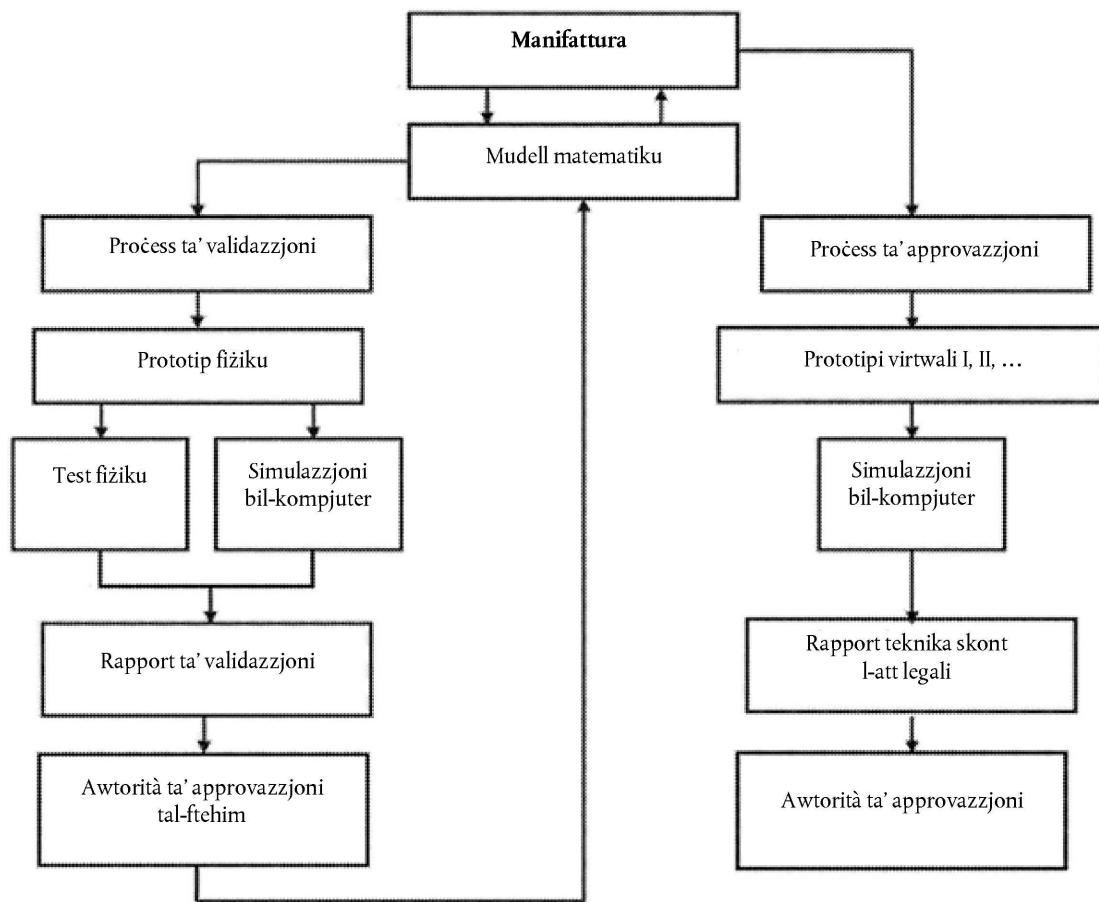 Manifattura
Mudell matematiku
Proċess ta’ validazzjoni
Prototip fiżiku
Test fiżiku
Simulazzjoni
bil-kompjuter
Rapport ta’ validazzjoni
Awtorità ta’ approvazzjoni
tal-ftehim
Proċess ta’ approvazzjoni
Prototipi virtwali I, II, …
Simulazzjoni
bil-kompjuter
Rapport teknika skont
l-att legali
Awtorità ta’ approvazzjoni